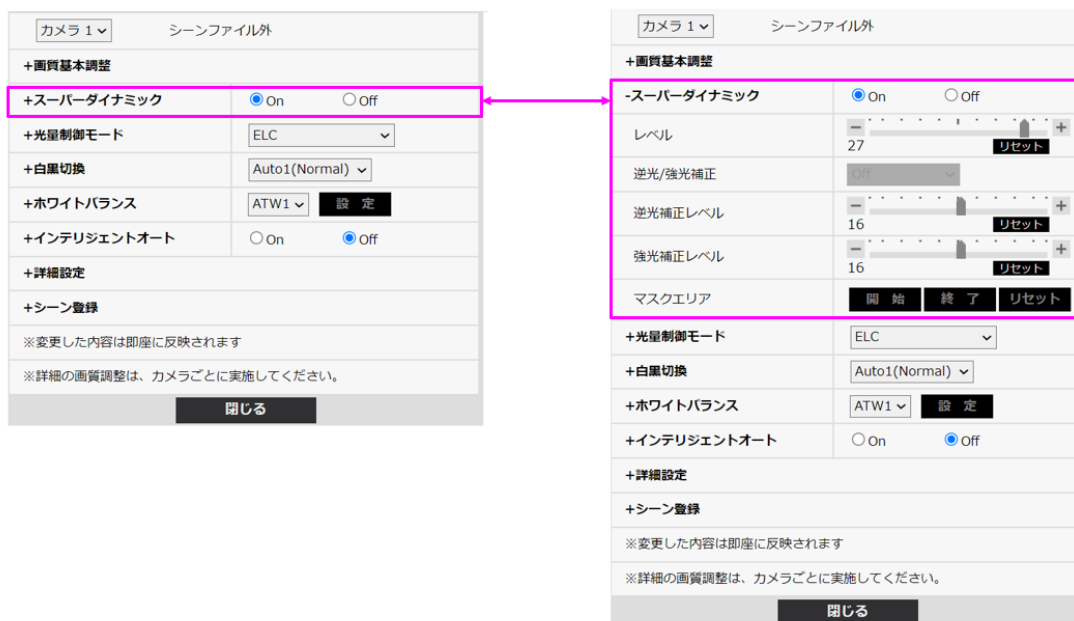 カメラ 1 シーンファイル外
+画質基本調整
+スーパーダイナミック On Off
+光量制御モード ELC
+白黒切換 Auto1(Normal)
+ホワイトバランス ATW1 設 定
+インテリジェントオート On Off
+詳細設定
+シーン登録
※変更した内容は即座に反映されます
※詳細の画質調整は、カメラごとに実施してください。
閉じる
カメラ 1 シーンファイル外
+画質基本調整
-スーパーダイナミック On Off
レベル - +
27 リセット
逆光/強光補正 Off
逆光補正レベル - +
16 リセット
強光補正レベル - +
16 リセット
マスクエリア 開 始 終 了 リセット
+光量制御モード ELC
+白黒切換 Auto1(Normal)
+ホワイトバランス ATW1 設 定
+インテリジェントオート On Off
+詳細設定
+シーン登録
※変更した内容は即座に反映されます
※詳細の画質調整は、カメラごとに実施してください。
閉じる